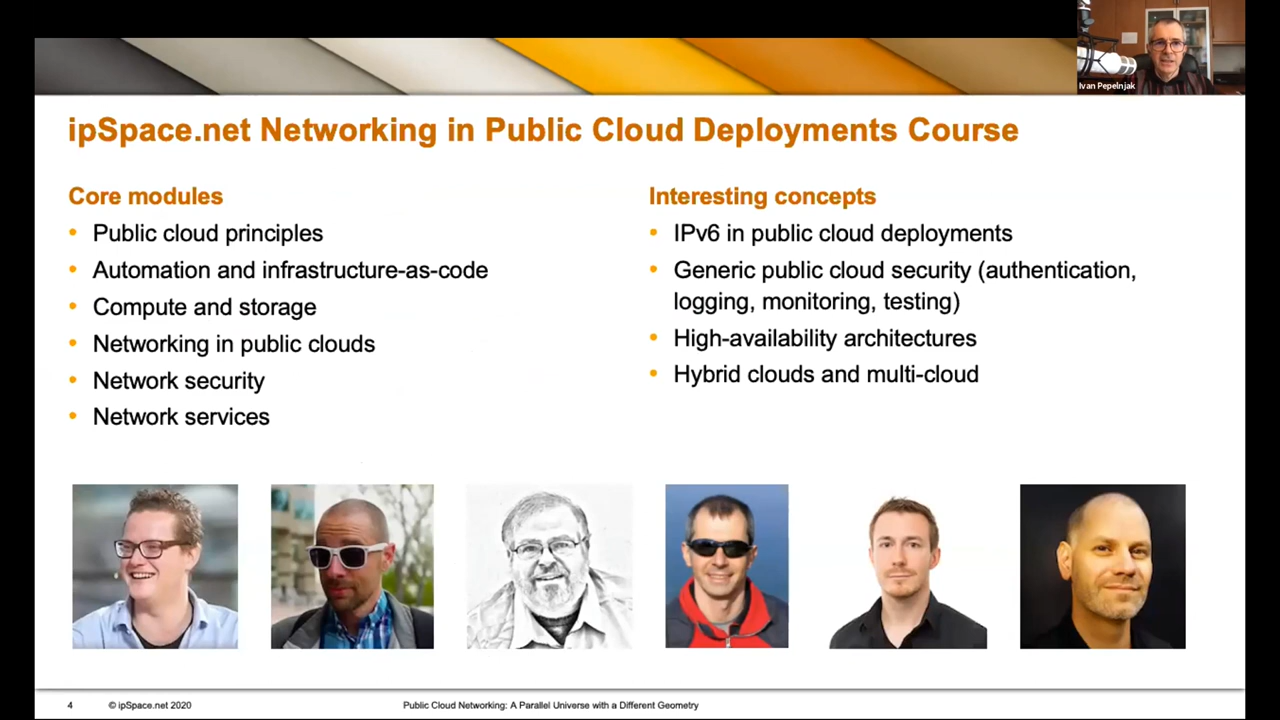 Ivan Pepelnjak
ipSpace.net Networking in Public Cloud Deployments Course
Core modules
• Public cloud principles
• Automation and infrastructure-as-code
• Compute and storage
• Networking in public clouds
• Network security
• Network services
Interesting concepts
• IPv6 in public cloud deployments
• Generic public cloud security (authentication,
logging, monitoring, testing)
• High-availability architectures
• Hybrid clouds and multi-cloud
4
© ipSpace.net 2020
Public Cloud Networking: A Parallel Universe with a Different Geometry